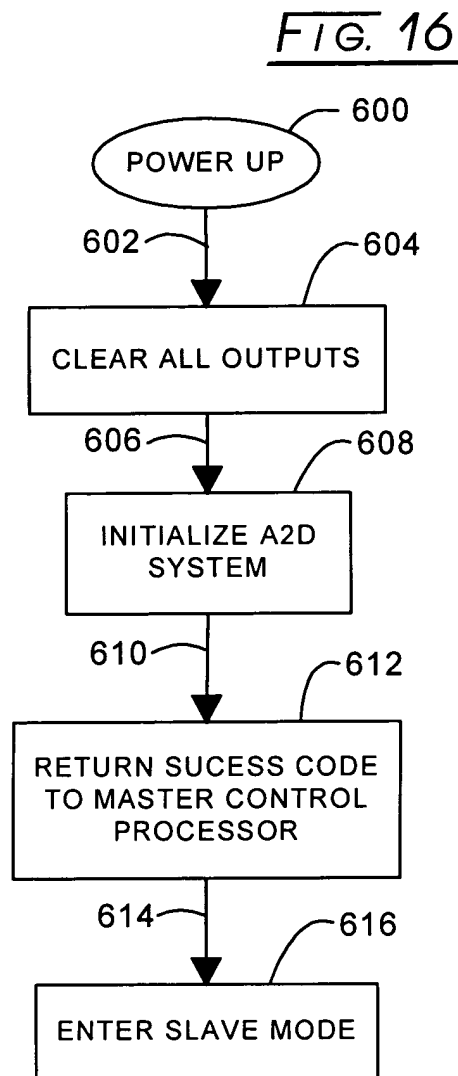 FIG. 16
600
POWER UP
602
604
CLEAR ALL OUTPUTS
606
608
INITIALIZE A2D
SYSTEM
610
612
RETURN SUCESS CODE
TO MASTER CONTROL
PROCESSOR
614
616
ENTER SLAVE MODE